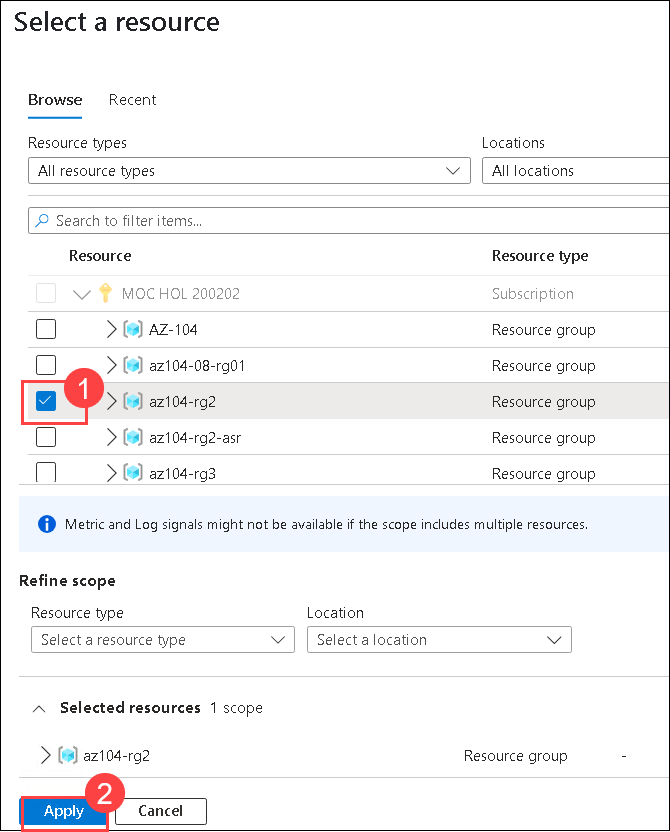 Select a resource
Browse Recent
Resource types Locations
All resource types All locations
Search to filter items...
Resource Resource type
MOC HOL 200202 Subscription
AZ-104 Resource group
az104-08-rg01 Resource group
1
az104-rg2 Resource group
az104-rg2-asr Resource group
az104-rg3 Resource group
Metric and Log signals might not be available if the scope includes multiple resources.
Refine scope
Resource type Location
Select a resource type Select a location
Selected resources 1 scope
az104-rg2 Resource group -
2
Apply Cancel